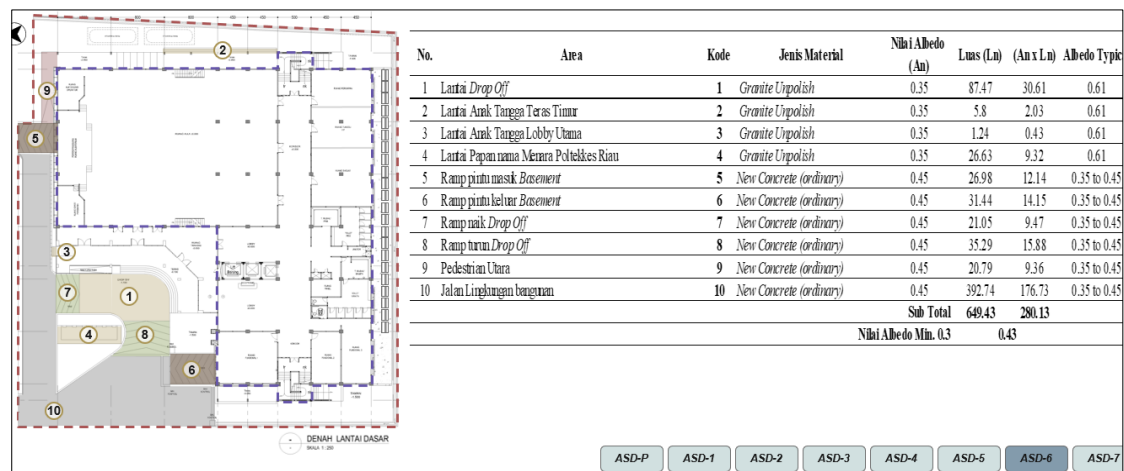 No. Area Kode Jenis Material Nilai Albedo (An) Luas (Ln) (An x Ln) Albedo Typic
1 Lantai Drop Off 1 Granite Unpolish 0.35 87.47 30.61 0.61
2 Lantai Anak Tangga Teras Timur 2 Granite Unpolish 0.35 5.8 2.03 0.61
3 Lantai Anak Tangga Lobby Utama 3 Granite Unpolish 0.35 1.24 0.43 0.61
4 Lantai Papan nama Menara Poltekkes Riau 4 Granite Unpolish 0.35 26.63 9.32 0.61
5 Ramp pintu masuk Basement 5 New Concrete (ordinary) 0.45 26.98 12.14 0.35 to 0.45
6 Ramp pintu keluar Basement 6 New Concrete (ordinary) 0.45 31.44 14.15 0.35 to 0.45
7 Ramp naik Drop Off 7 New Concrete (ordinary) 0.45 21.05 9.47 0.35 to 0.45
8 Ramp turun Drop Off 8 New Concrete (ordinary) 0.45 35.29 15.88 0.35 to 0.45
9 Pedestrian Utara 9 New Concrete (ordinary) 0.45 20.79 9.36 0.35 to 0.45
10 Jalan Lingkungan bangunan 10 New Concrete (ordinary) 0.45 392.74 176.73 0.35 to 0.45
Sub Total 649.43 280.13
Nilai Albedo Min. 0.3 0.43
2
9
5
3
7
1
4
8
6
10
DENAH LANTAI DASAR
ASD-P ASD-1 ASD-2 ASD-3 ASD-4 ASD-5 ASD-6 ASD-7